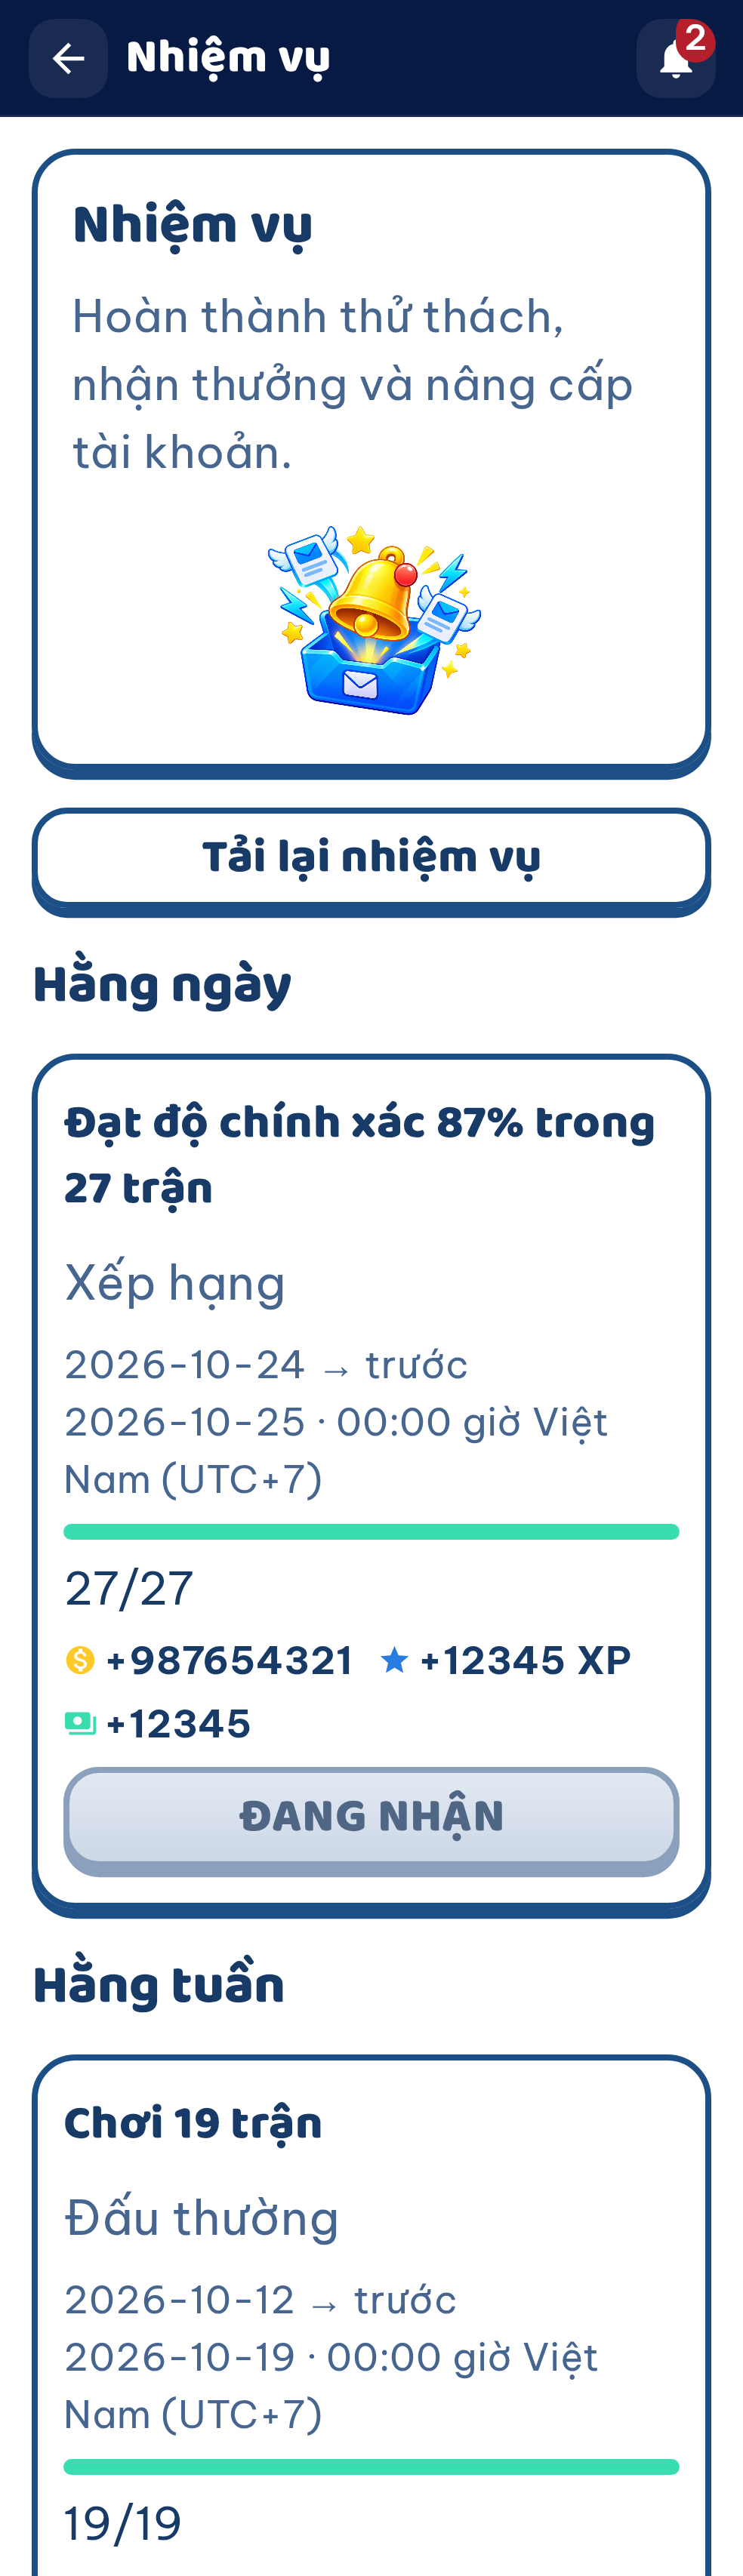 Nhiệm vụ
2
Nhiệm vụ
Hoàn thành thử thách,
nhận thưởng và nâng cấp
tài khoản.
Tải lại nhiệm vụ
Hằng ngày
Đạt độ chính xác 87% trong
27 trận
Xếp hạng
2026-10-24 → trước
2026-10-25 · 00:00 giờ Việt
Nam (UTC+7)
27/27
+987654321 +12345 XP
+12345
ĐANG NHẬN
Hằng tuần
Chơi 19 trận
Đấu thường
2026-10-12 → trước
2026-10-19 · 00:00 giờ Việt
Nam (UTC+7)
19/19